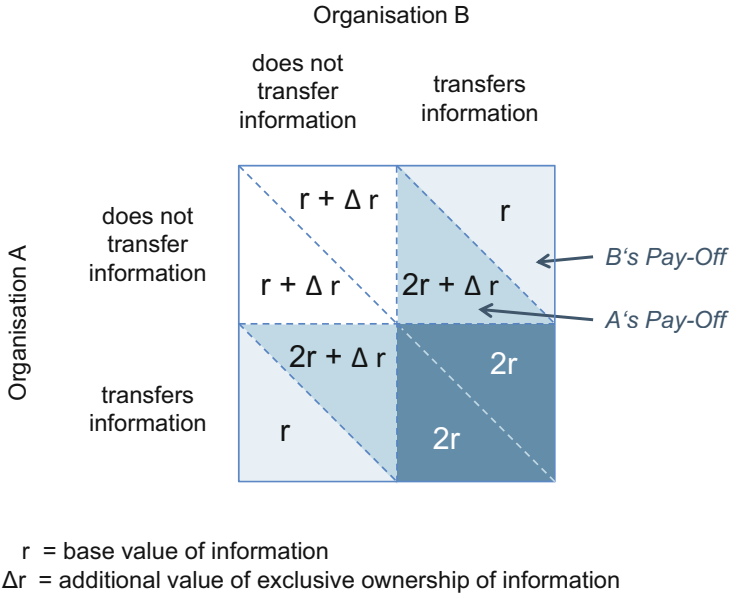 Organisation B
does not
transfer
information
transfers
information
Organisation A
does not
transfer
information
r + Δ r
r + Δ r
r
2r + Δ r
B‘s Pay-Off
A‘s Pay-Off
transfers
information
2r + Δ r
r
2r
2r
r = base value of information
Δr = additional value of exclusive ownership of information